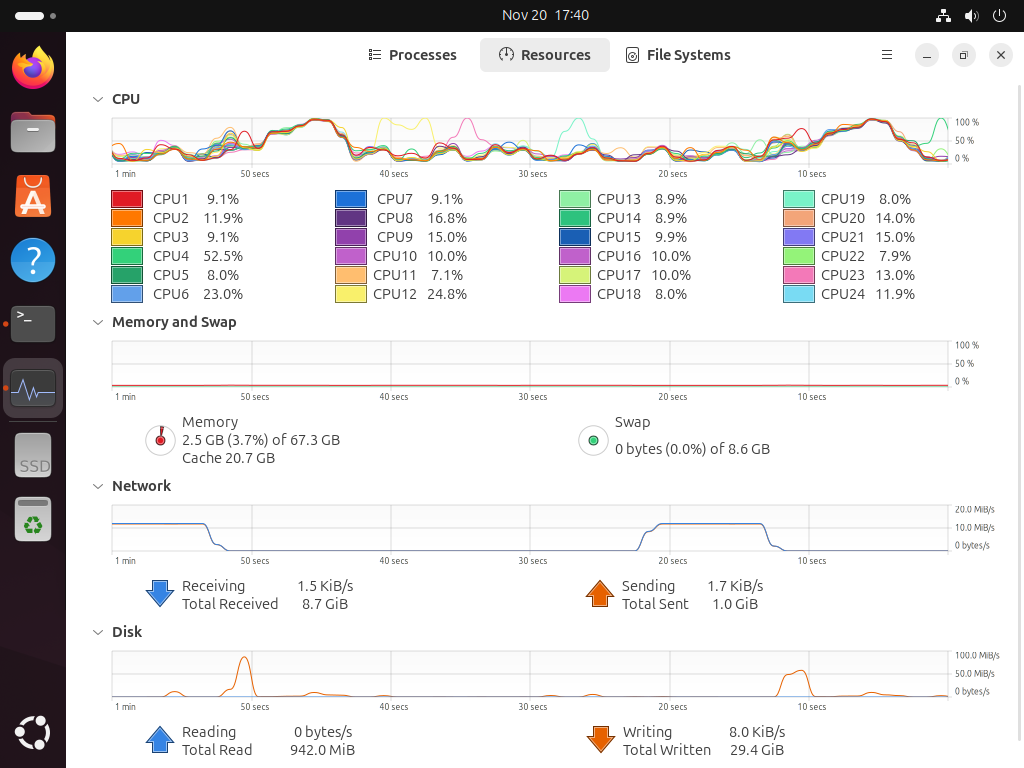 Nov 20 17:40
Processes Resources File Systems
CPU
100 %
50 %
0 %
1 min 50 secs 40 secs 30 secs 20 secs 10 secs
CPU1 9.1% CPU7 9.1% CPU13 8.9% CPU19 8.0%
CPU2 11.9% CPU8 16.8% CPU14 8.9% CPU20 14.0%
CPU3 9.1% CPU9 15.0% CPU15 9.9% CPU21 15.0%
CPU4 52.5% CPU10 10.0% CPU16 10.0% CPU22 7.9%
CPU5 8.0% CPU11 7.1% CPU17 10.0% CPU23 13.0%
CPU6 23.0% CPU12 24.8% CPU18 8.0% CPU24 11.9%
Memory and Swap
100 %
50 %
0 %
1 min 50 secs 40 secs 30 secs 20 secs 10 secs
Memory Swap
2.5 GB (3.7%) of 67.3 GB 0 bytes (0.0%) of 8.6 GB
Cache 20.7 GB
Network
20.0 MiB/s
10.0 MiB/s
0 bytes/s
1 min 50 secs 40 secs 30 secs 20 secs 10 secs
Receiving 1.5 KiB/s Sending 1.7 KiB/s
Total Received 8.7 GiB Total Sent 1.0 GiB
Disk
100.0 MiB/s
50.0 MiB/s
0 bytes/s
1 min 50 secs 40 secs 30 secs 20 secs 10 secs
Reading 0 bytes/s Writing 8.0 KiB/s
Total Read 942.0 MiB Total Written 29.4 GiB
SSD